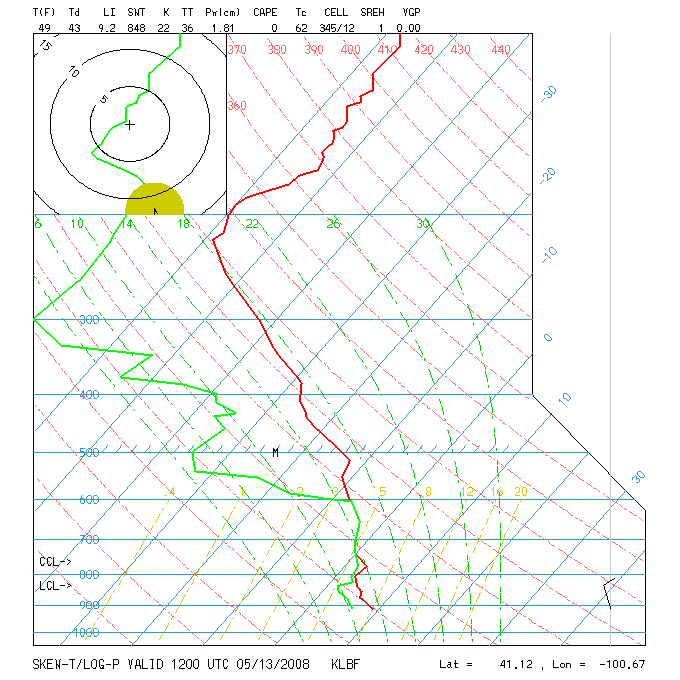 T(F) Td LI SWT K TT Pw(cm) CAPE Tc CELL SREH VGP
49 43 9.2 848 22 36 1.81 0 62 345/12 1 0.00
15
10
5
370 380 390 400 410 420 430 440
360
-30
-20
-10
0
10
30
6 10 14 18 22 26 30
300
400
500 M
600
700
800
900
1000
4 1 2 3 5 8 12 16 20
CCL->
LCL->
SKEW-T/LOG-P VALID 1200 UTC 05/13/2008 KLBF Lat = 41.12 , Lon = -100.67